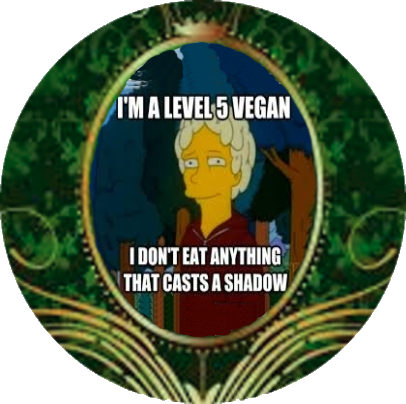 I'M A LEVEL 5 VEGAN
I DON'T EAT ANYTHING
THAT CASTS A SHADOW